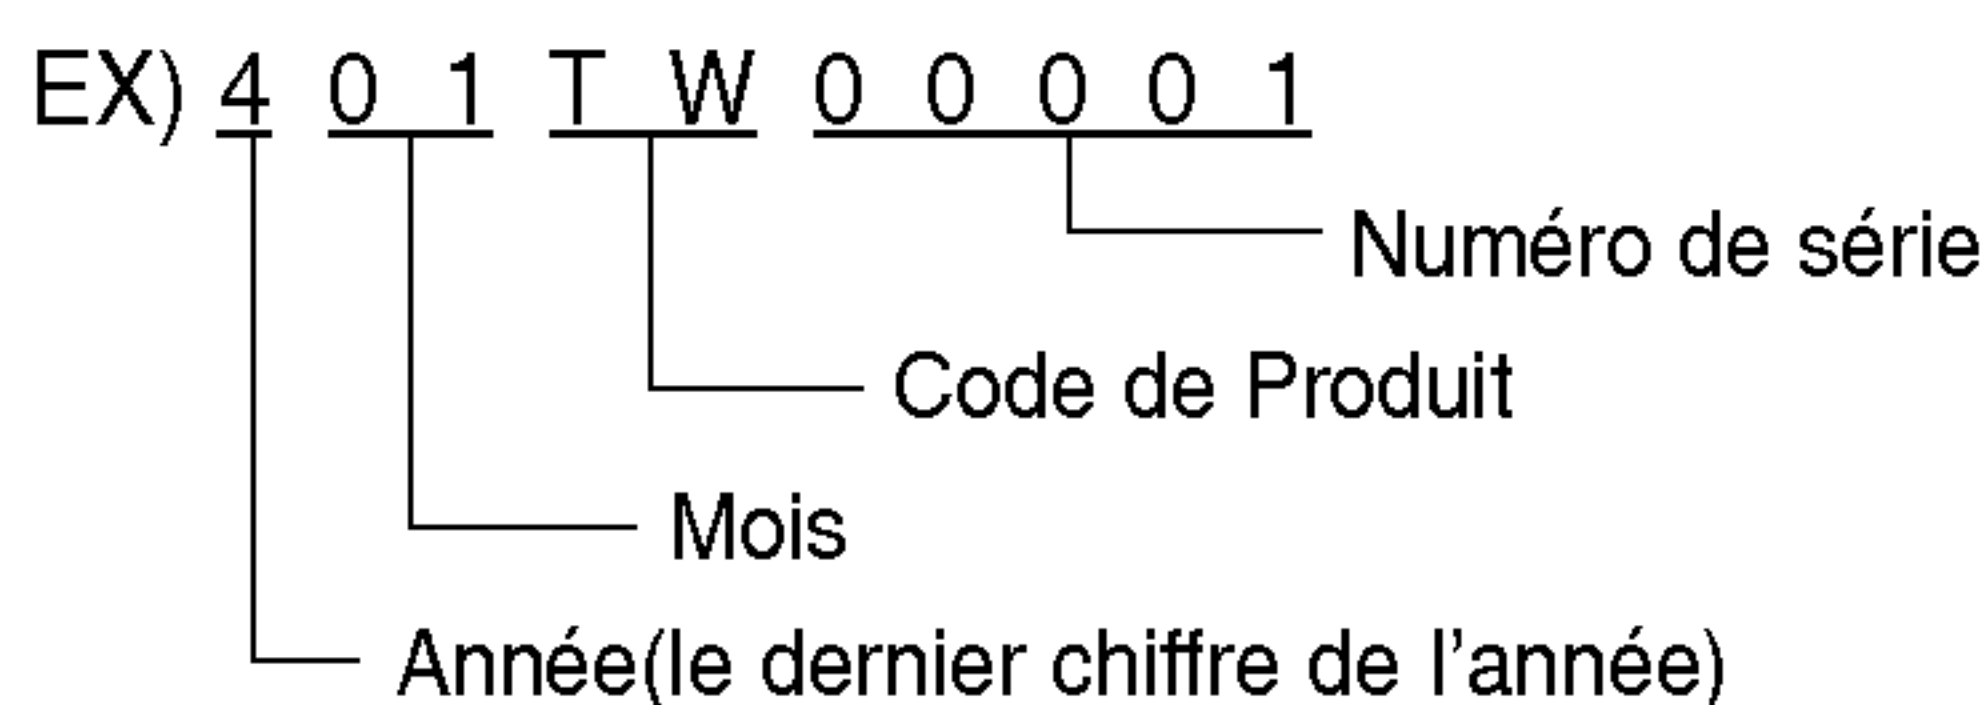 EX) 4 0 1 T W 0 0 0 0 1
Numéro de série
Code de Produit
Mois
Année(le dernier chiffre de l'année)